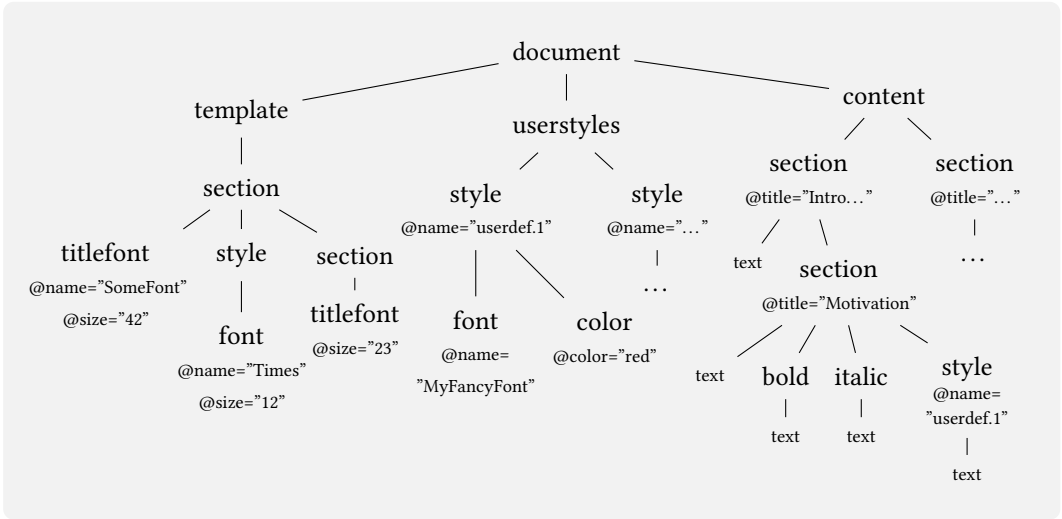 document
template
userstyles
content
section
titlefont
@name=”SomeFont”
@size=”42”
style
font
@name=”Times”
@size=”12”
section
titlefont
@size=”23”
style
@name=”userdef.1”
font
@name=
”MyFancyFont”
color
@color=”red”
style
@name=”...”
...
section
@title=”Intro...”
text
section
@title=”Motivation”
text
bold
text
italic
text
style
@name=
”userdef.1”
text
section
@title=”...”
...